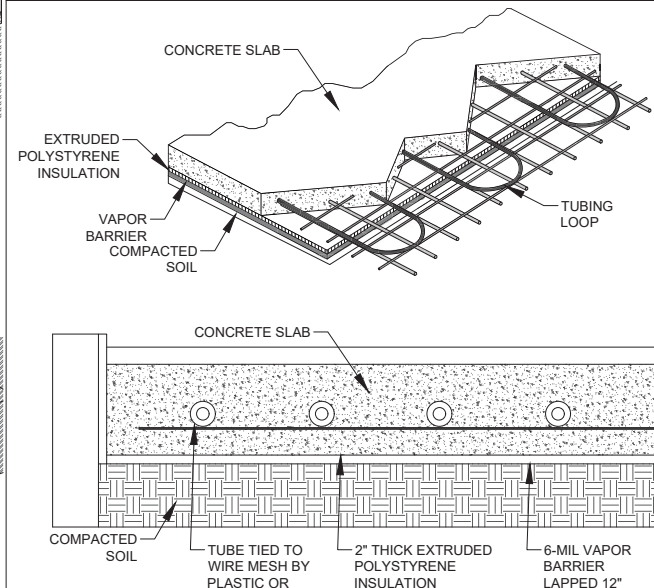 CONCRETE SLAB
EXTRUDED
POLYSTYRENE
INSULATION
VAPOR
BARRIER
COMPACTED
SOIL
TUBING
LOOP
CONCRETE SLAB
COMPACTED
SOIL
TUBE TIED TO
WIRE MESH BY
PLASTIC OR
2" THICK EXTRUDED
POLYSTYRENE
INSULATION
6-MIL VAPOR
BARRIER
LAPPED 12"